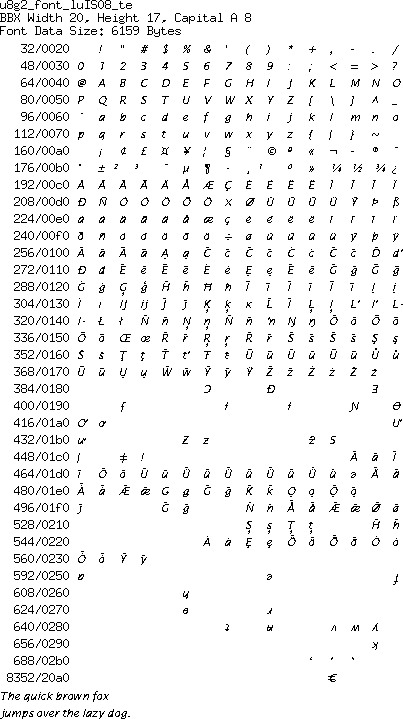 u8g2_font_luIS08_te
BBX Width 20, Height 17, Capital A 8
Font Data Size: 6159 Bytes
32/0020 ! " # $ % & ' ( ) * + , - . /
48/0030 0 1 2 3 4 5 6 7 8 9 : ; < = > ?
64/0040 @ A B C D E F G H I J K L M N O
80/0050 P Q R S T U V W X Y Z [ \ ] ^ _
96/0060 ` a b c d e f g h i j k l m n o
112/0070 p q r s t u v w x y z { | } ~
160/00a0 ¡ ¢ £ ¤ ¥ ¦ § ¨ © ª « ¬ - ® ¯
176/00b0 ° ± ² ³ ´ µ ¶ · ¸ ¹ º » ¼ ½ ¾ ¿
192/00c0 À Á Â Ã Ä Å Æ Ç È É Ê Ë Ì Í Î Ï
208/00d0 Ð Ñ Ò Ó Ô Õ Ö × Ø Ù Ú Û Ü Ý Þ ß
224/00e0 à á â ã ä å æ ç è é ê ë ì í î ï
240/00f0 ð ñ ò ó ô õ ö ÷ ø ù ú û ü ý þ ÿ
256/0100 Ā ā Ă ă Ą ą Ć ć Ĉ ĉ Ċ ċ Č č Ď ď
272/0110 Đ đ Ē ē Ĕ ĕ Ė ė Ę ę Ě ě Ĝ ĝ Ğ ğ
288/0120 Ġ ġ Ģ ģ Ĥ ĥ Ħ ħ Ĩ ĩ Ī ī Ĭ ĭ Į į
304/0130 İ ı Ĳ ĳ Ĵ ĵ Ķ ķ ĸ Ĺ ĺ Ļ ļ Ľ ľ Ŀ
320/0140 ŀ Ł ł Ń ń Ņ ņ Ň ň ŉ Ŋ ŋ Ō ō Ŏ ŏ
336/0150 Ő ő Œ œ Ŕ ŕ Ŗ ŗ Ř ř Ś ś Ŝ ŝ Ş ş
352/0160 Š š Ţ ţ Ť ť Ŧ ŧ Ũ ũ Ū ū Ŭ ŭ Ů ů
368/0170 Ű ű Ų ų Ŵ ŵ Ŷ ŷ Ÿ Ź ź Ż ż Ž ž
384/0180 Ɔ Ɖ Ǝ
400/0190 ƒ Ɨ ƚ Ɲ Ɵ
416/01a0 Ơ ơ Ư
432/01b0 ư Ƶ ƶ ƻ Ƽ
448/01c0 ǀ ǂ ǃ Ǎ ǎ Ǐ
464/01d0 ǐ Ǒ ǒ Ǔ ǔ Ǖ ǖ Ǘ ǘ Ǚ ǚ Ǜ ǜ ǝ Ǟ ǟ
480/01e0 Ǡ ǡ Ǣ ǣ Ǥ ǥ Ǧ ǧ Ǩ ǩ Ǫ ǫ Ǭ ǭ
496/01f0 ǰ Ǵ ǵ Ǹ ǹ Ǻ ǻ Ǽ ǽ Ǿ ǿ
528/0210 Ș ș Ț ț Ȟ ȟ
544/0220 Ȧ ȧ Ȩ ȩ Ȫ ȫ Ȭ ȭ Ȯ ȯ
560/0230 Ȱ ȱ Ȳ ȳ
592/0250 ɐ ə ɟ
608/0260 ɥ
624/0270 ɵ ɹ
640/0280 ʇ ʉ ʌ ʍ ʎ
656/0290 ʞ
688/02b0 ʻ ʼ ʽ
8352/20a0 €
The quick brown fox
jumps over the lazy dog.